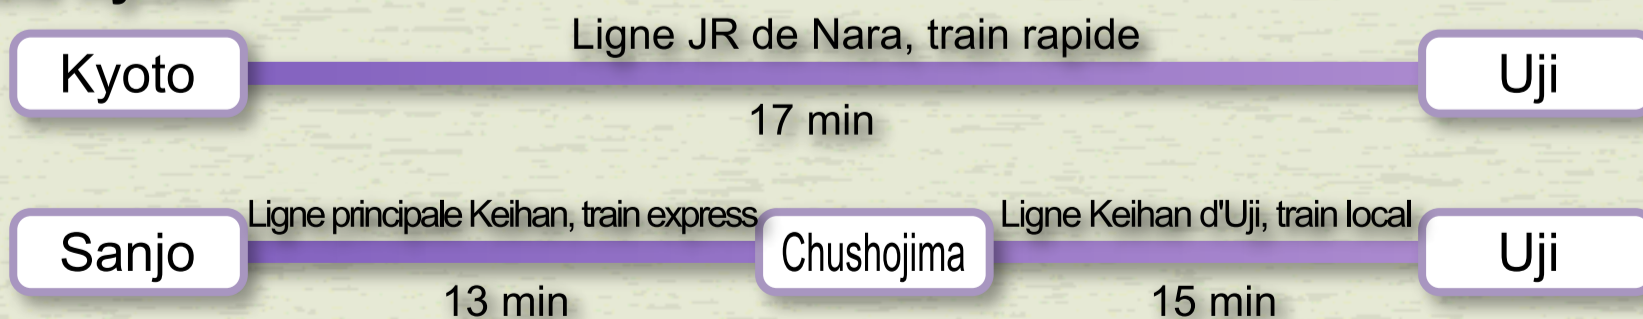 Ligne JR de Nara, train rapide
Kyoto
Uji
17 min
Ligne principale Keihan, train express
Ligne Keihan d'Uji, train local
Sanjo
Chushojima
Uji
13 min
15 min